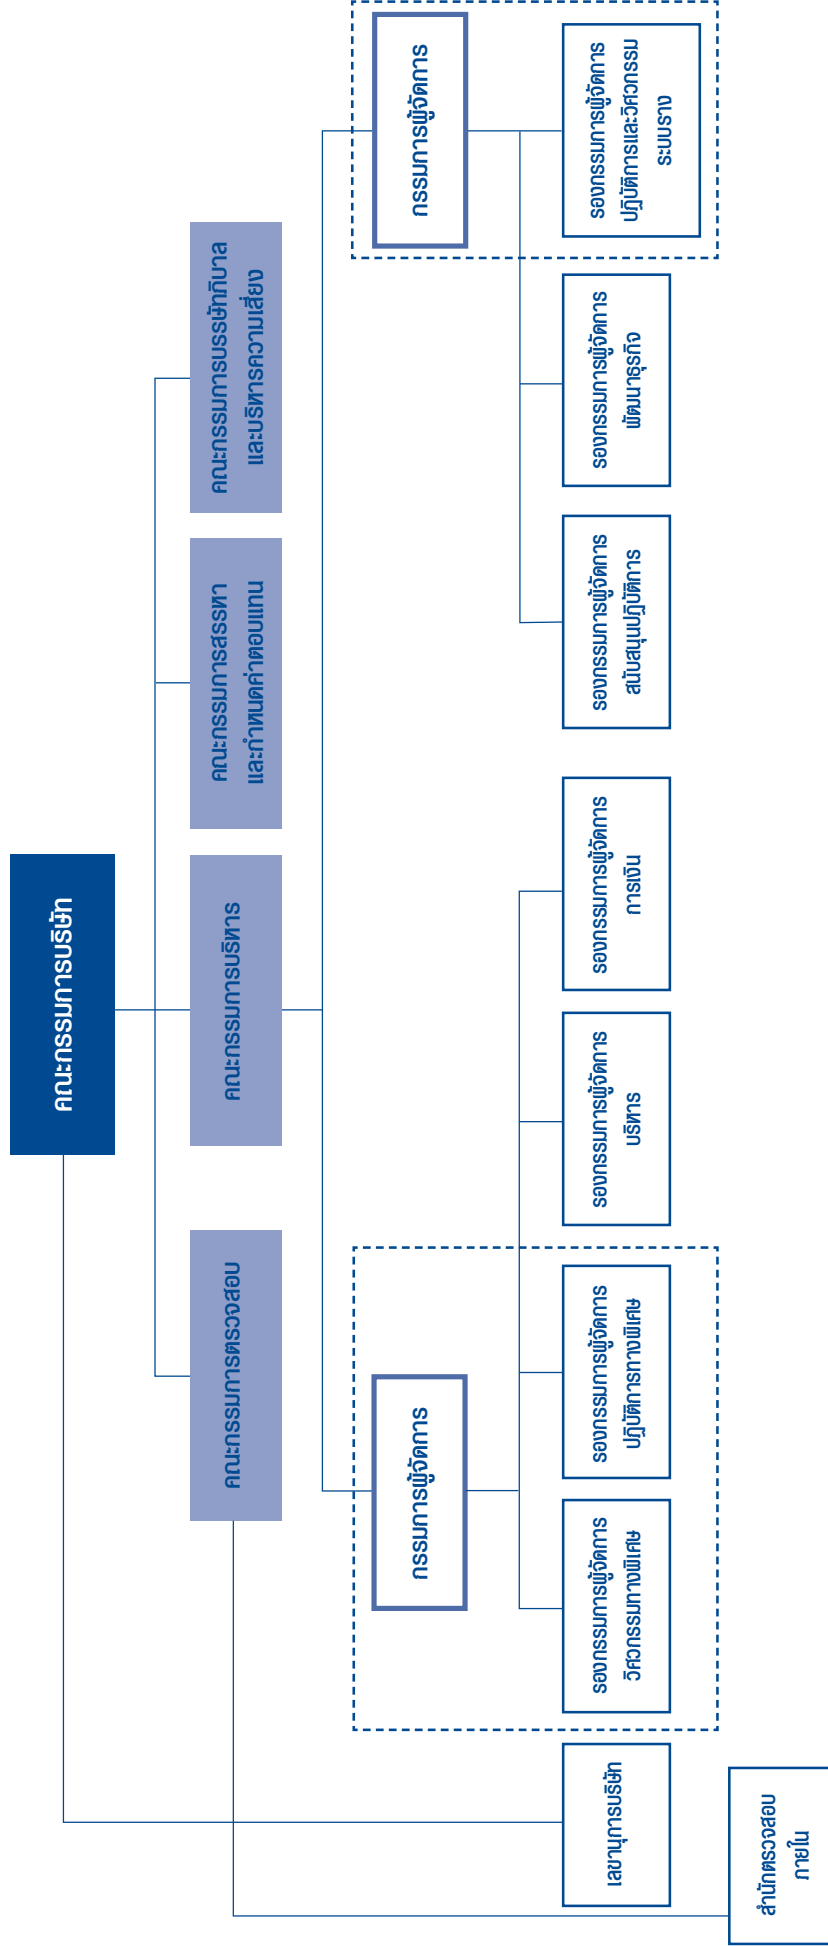 คณะกรรมการบริษัท
คณะกรรมการตรวจสอบ
คณะกรรมการบริหาร
คณะกรรมการสรรหา
และกำหนดค่าตอบแทน
คณะกรรมการบรรษัทภิบาล
และบริหารความเสี่ยง
กรรมการผู้จัดการ
กรรมการผู้จัดการ
เลขานุการบริษัท
รองกรรมการผู้จัดการ
วิศวกรรมทางพิเศษ
รองกรรมการผู้จัดการ
ปฏิบัติการทางพิเศษ
รองกรรมการผู้จัดการ
บริหาร
รองกรรมการผู้จัดการ
การเงิน
รองกรรมการผู้จัดการ
สนับสนุนปฏิบัติการ
รองกรรมการผู้จัดการ
พัฒนาธุรกิจ
รองกรรมการผู้จัดการ
ปฏิบัติการและวิศวกรรม
ระบบราง
สำนักตรวจสอบ
ภายใน